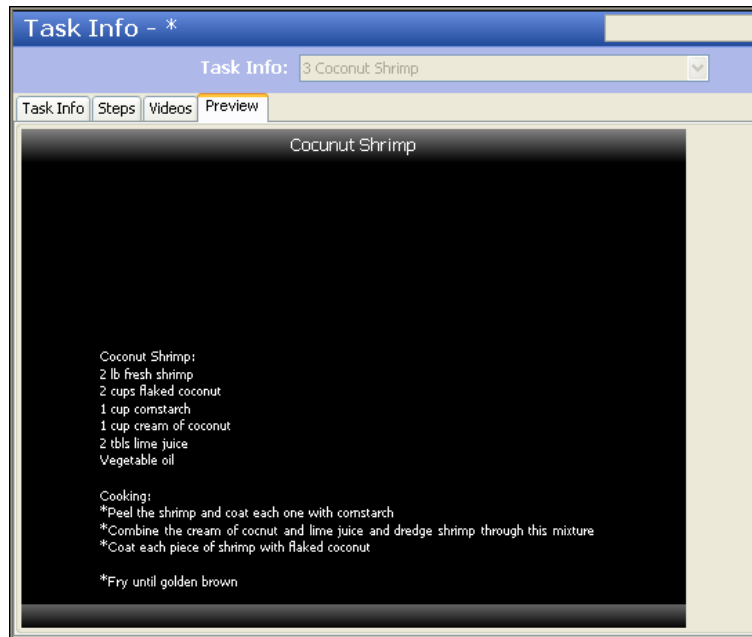 Task Info - *
Task Info: 3 Coconut Shrimp
Task Info Steps Videos Preview
Cocunut Shrimp
Coconut Shrimp:
2 lb fresh shrimp
2 cups flaked coconut
1 cup cornstarch
1 cup cream of coconut
2 tbls lime juice
Vegetable oil
Cooking:
*Peel the shrimp and coat each one with cornstarch
*Combine the cream of cocnut and lime juice and dredge shrimp through this mixture
*Coat each piece of shrimp with flaked coconut
*Fry until golden brown